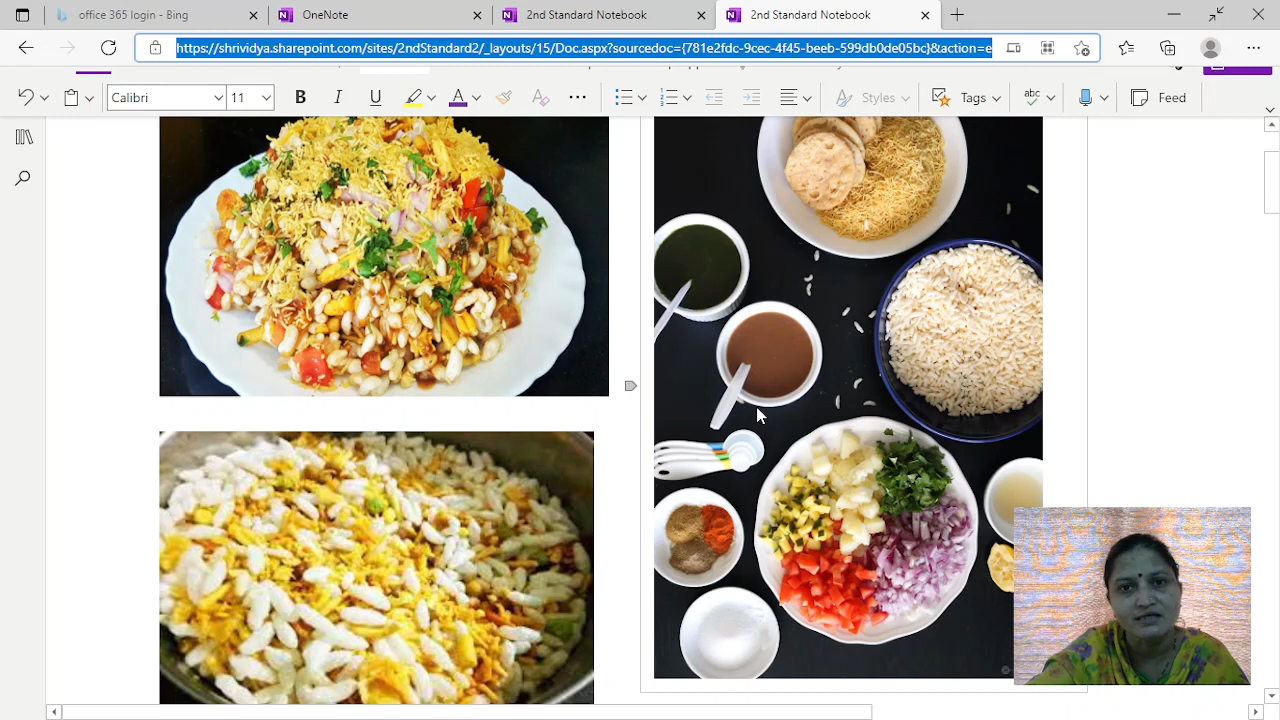 office 365 login - Bing
OneNote
2nd Standard Notebook
2nd Standard Notebook
https://shrividya.sharepoint.com/sites/2ndStandard2/_layouts/15/Doc.aspx?sourcedoc={781e2fdc-9cec-4f45-beeb-599db0de05bc}&action=e
Calibri
11
B
I
U
A
Styles
Tags
abc
Feed